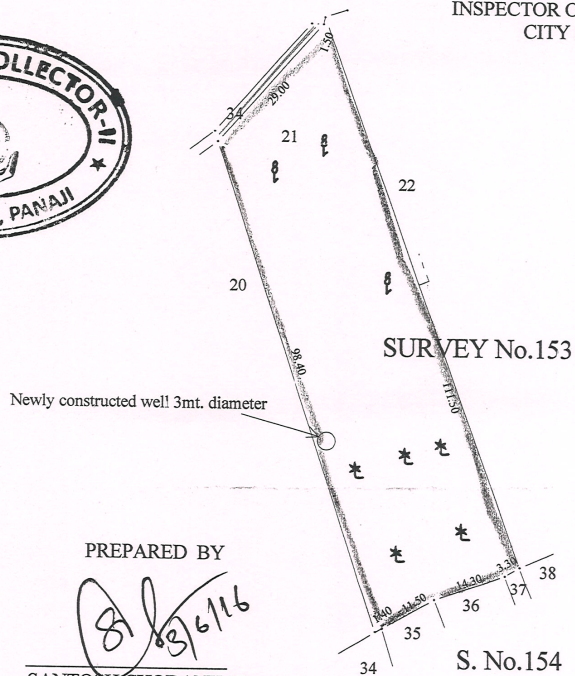 INSPECTOR O
CITY
OLLECTOR-II
PANAJI
1.50
29.00
34
21
22
20
98.40
SURVEY No.153
111.50
Newly constructed well 3mt. diameter
PREPARED BY
3/6/16
1.40
11.50
14.30
3.30
38
37
36
35
34
S. No.154